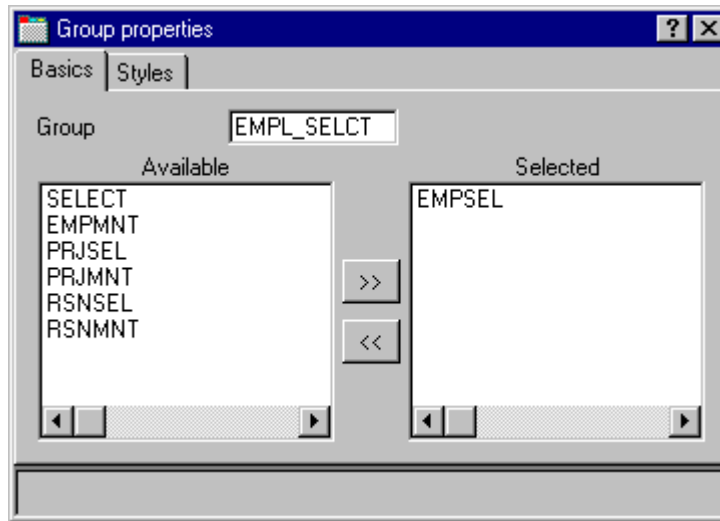 Group properties
Basics Styles
Group EMPL_SELCT
Available Selected
SELECT EMPSEL
EMPMNT
PRJSEL
PRJMNT
>>
RSNSEL
RSNMNT
<<